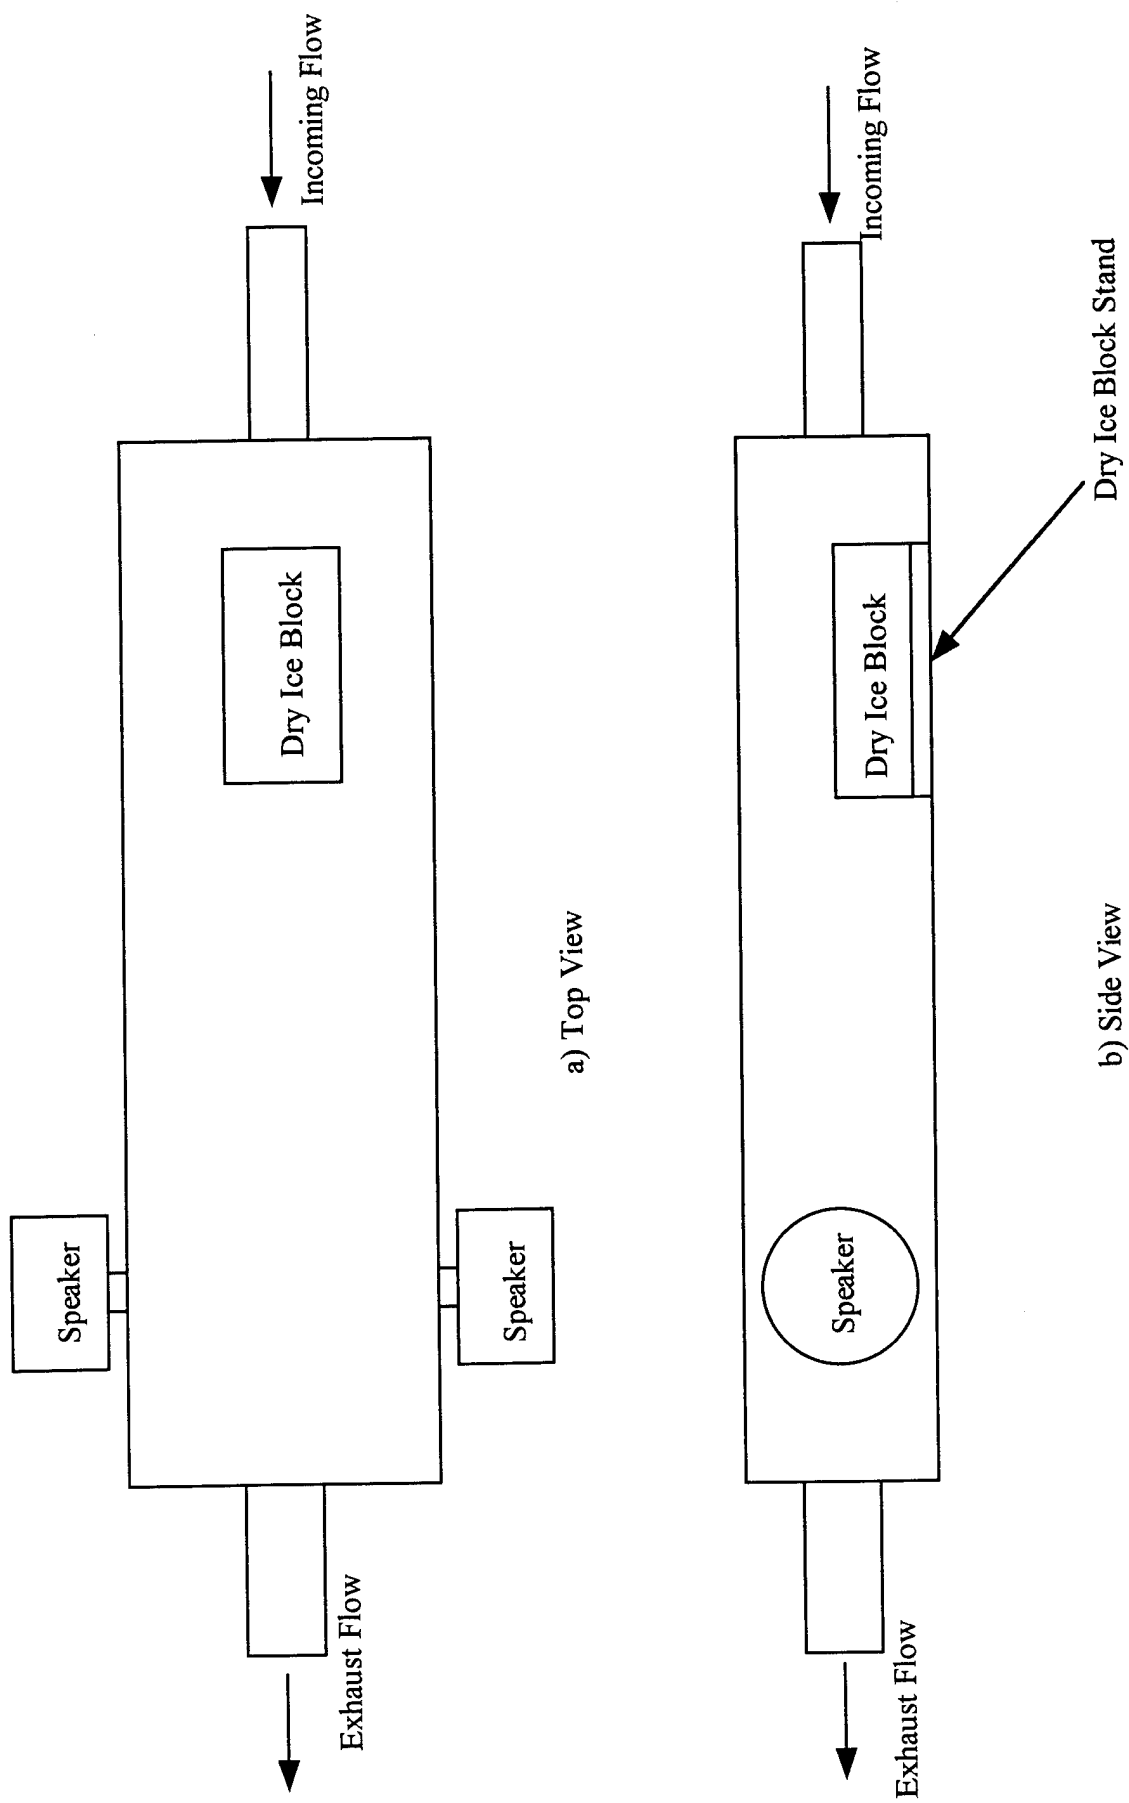 Speaker
Dry Ice Block
Incoming Flow
Speaker
Exhaust Flow
a) Top View
Speaker
Dry Ice Block
Incoming Flow
Exhaust Flow
Dry Ice Block Stand
b) Side View